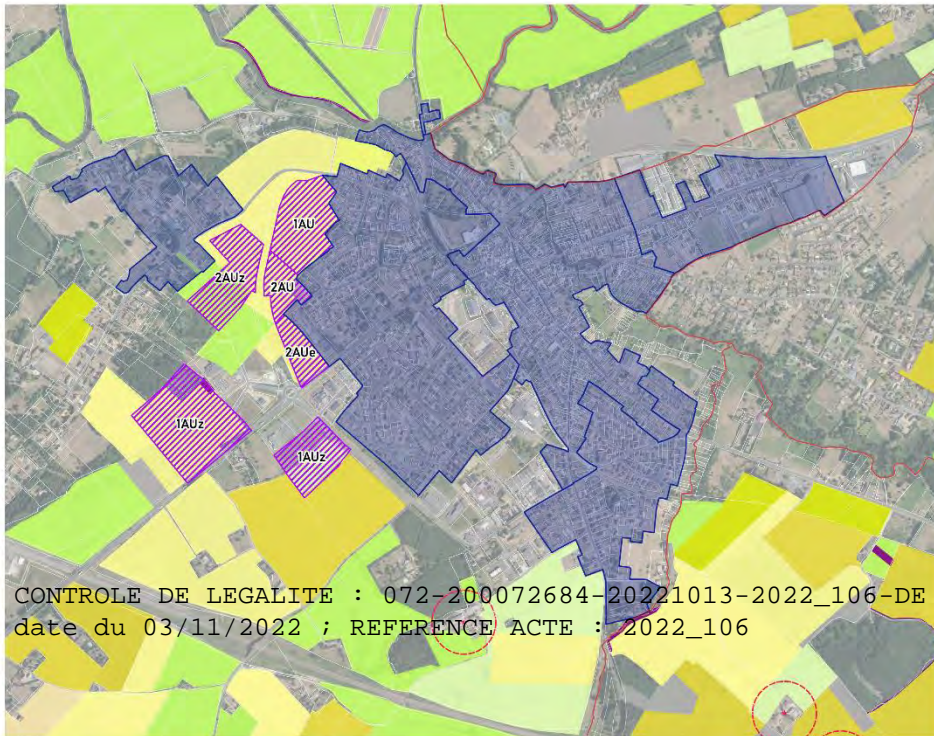 1AU
2AUz
2AU
2AUe
1AUz
1AUz
CONTROLE DE LEGALITE : 072-200072684-20221013-2022_106-DE
date du 03/11/2022 ; REFERENCE ACTE : 2022_106